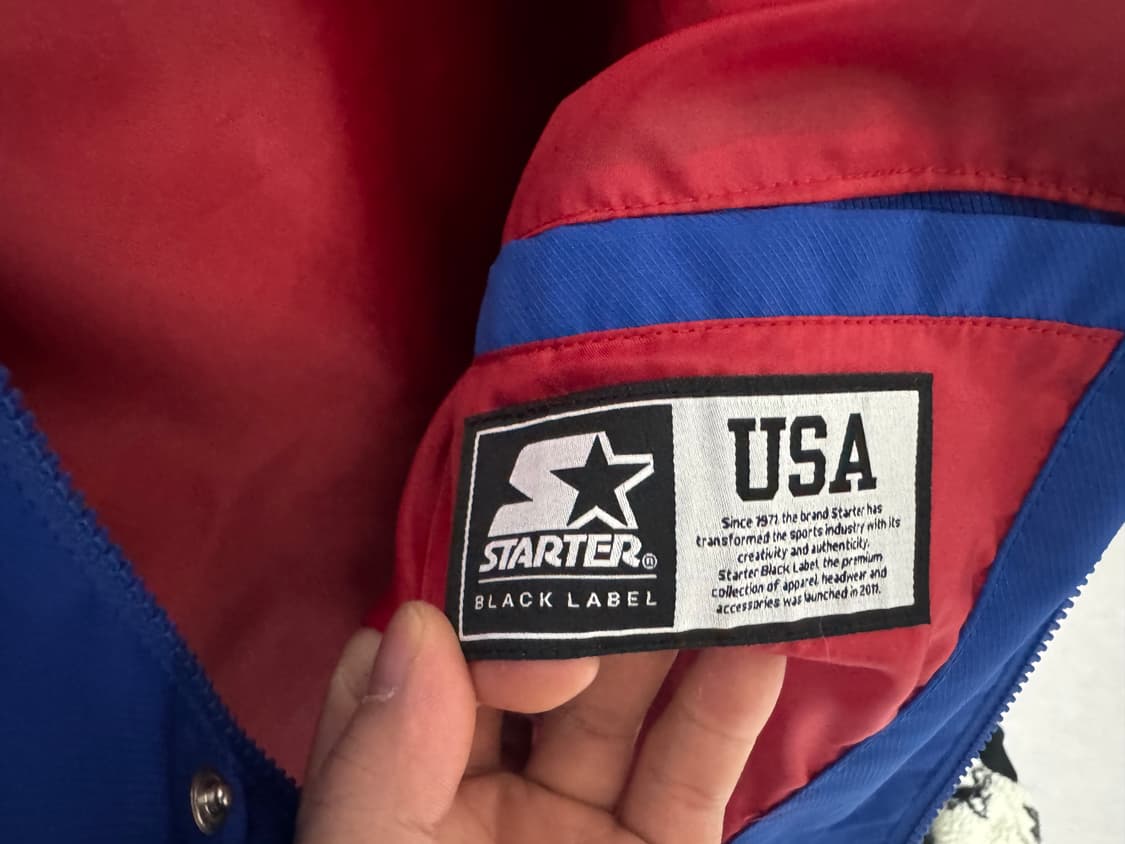 STARTER®
BLACK LABEL
USA
Since 1971, the brand Starter has
transformed the sports industry with its
creativity and authenticity.
Starter Black Label, the premium
collection of apparel, headwear and
accessories was launched in 2011.